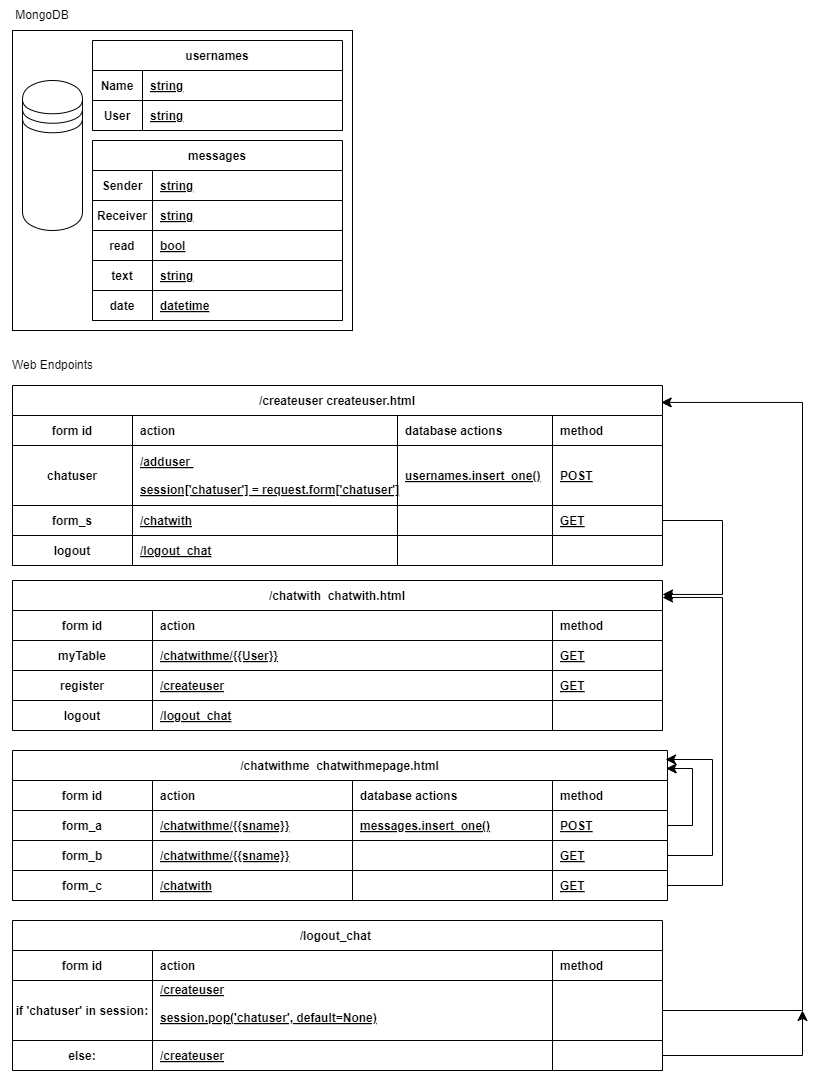 MongoDB
usernames
Name string
User string
messages
Sender string
Receiver string
read bool
text string
date datetime
Web Endpoints
/createuser createuser.html
form id action database actions method
/adduser
chatuser usernames.insert_one() POST
session['chatuser'] = request.form['chatuser']
form_s /chatwith GET
logout /logout_chat
/chatwith chatwith.html
form id action method
myTable /chatwithme/{{User}} GET
register /createuser GET
logout /logout_chat
/chatwithme chatwithmepage.html
form id action database actions method
form_a /chatwithme/{{sname}} messages.insert_one() POST
form_b /chatwithme/{{sname}} GET
form_c /chatwith GET
/logout_chat
form id action method
/createuser
if 'chatuser' in session:
session.pop('chatuser', default=None)
else: /createuser